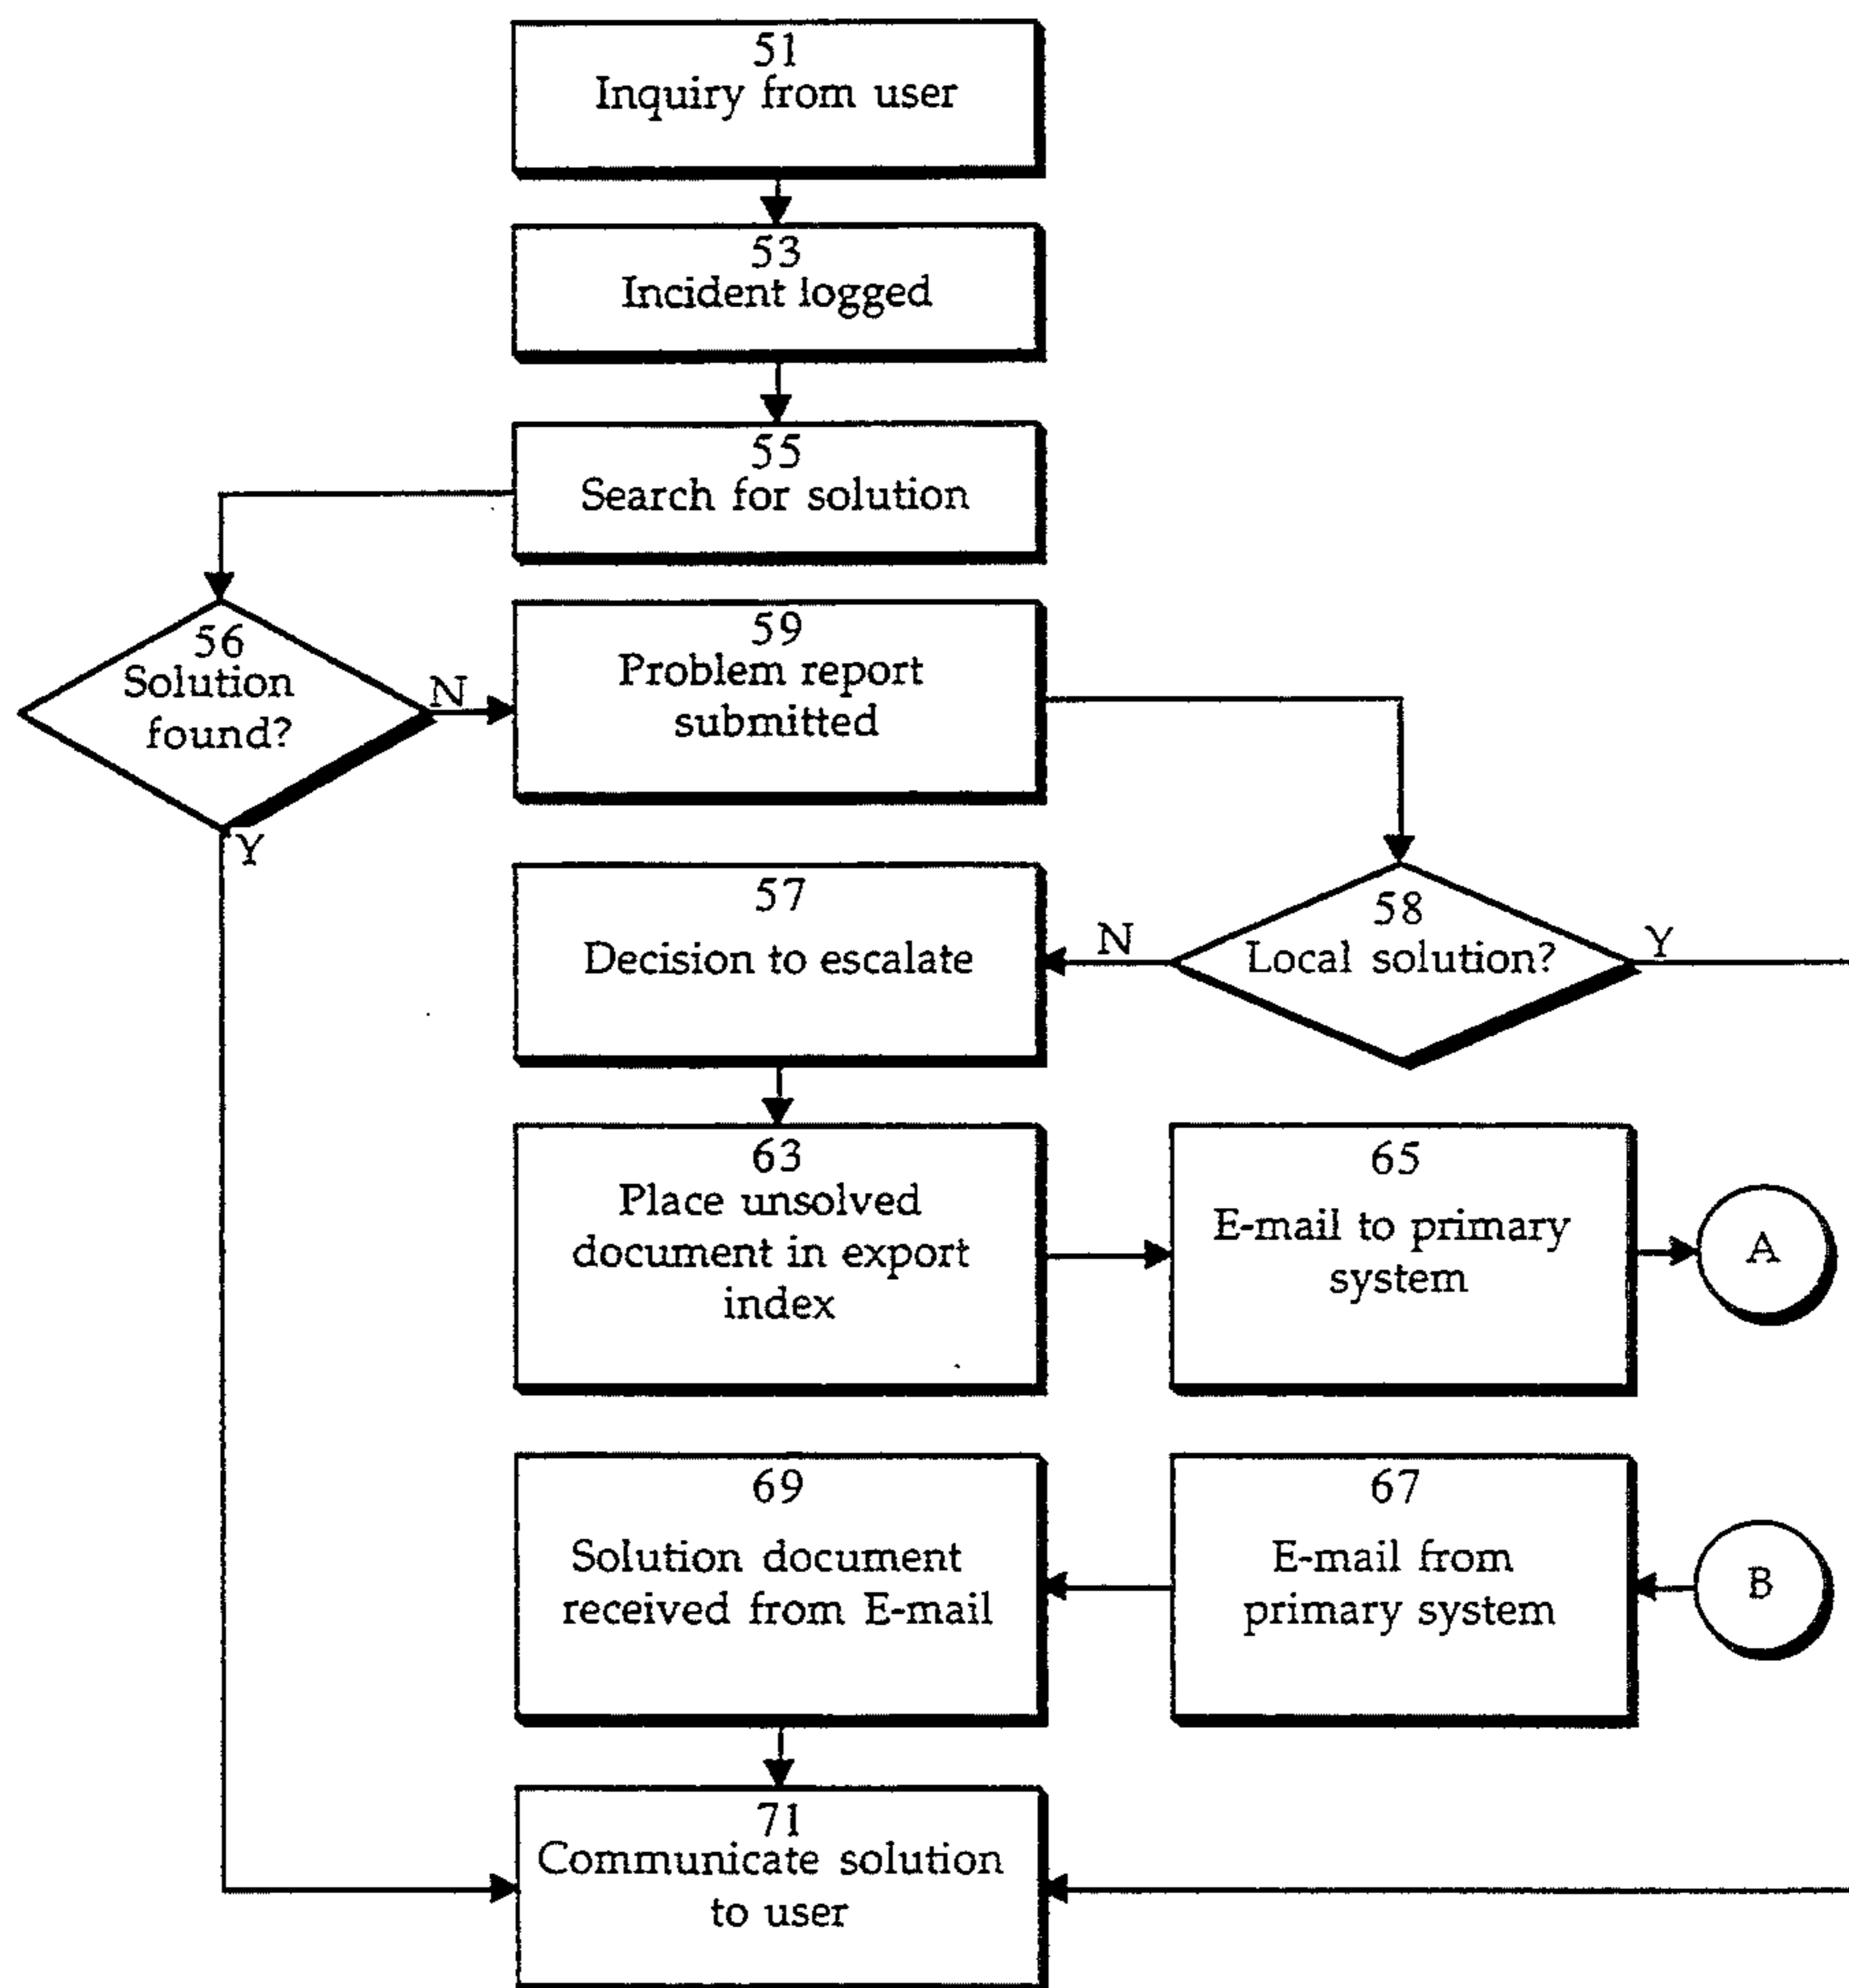 51
Inquiry from user
53
Incident logged
55
Search for solution
56
Solution
found?
N
Y
59
Problem report
submitted
57
Decision to escalate
58
Local solution?
N
Y
63
Place unsolved
document in export
index
65
E-mail to primary
system
A
69
Solution document
received from E-mail
67
E-mail from
primary system
B
71
Communicate solution
to user